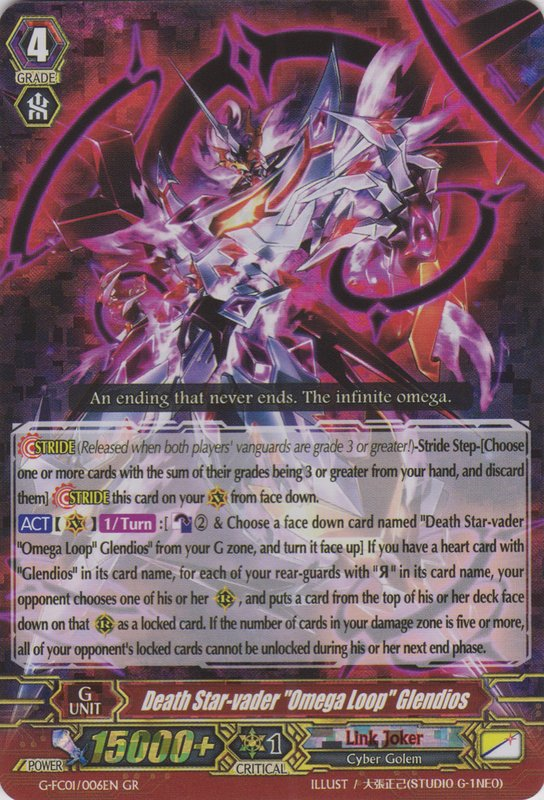 4
GRADE
An ending that never ends. The infinite omega.
STRIDE (Released when both players' vanguards are grade 3 or greater!)-Stride Step-[Choose
one or more cards with the sum of their grades being 3 or greater from your hand, and discard
them] STRIDE this card on your Ⓥ from face down.
ACT【Ⓥ】1/Turn :[② & Choose a face down card named "Death Star-vader
"Omega Loop" Glendios" from your G zone, and turn it face up] If you have a heart card with
"Glendios" in its card name, for each of your rear-guards with "Я" in its card name, your
opponent chooses one of his or her Ⓡ, and puts a card from the top of his or her deck face
down on that Ⓡ as a locked card. If the number of cards in your damage zone is five or more,
all of your opponent's locked cards cannot be unlocked during his or her next end phase.
G
UNIT
Death Star-vader "Omega Loop" Glendios
POWER 15000+ 1
CRITICAL
Link Joker
Cyber Golem
G-FC01/006EN GR ILLUST / 大張正己(STUDIO G-1NEO)